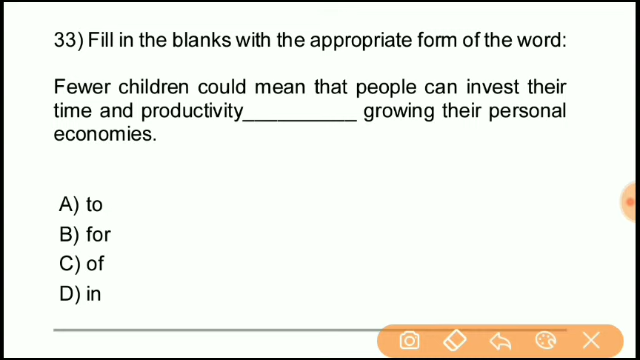 33) Fill in the blanks with the appropriate form of the word:
Fewer children could mean that people can invest their
time and productivity__________ growing their personal
economies.
A) to
B) for
C) of
D) in